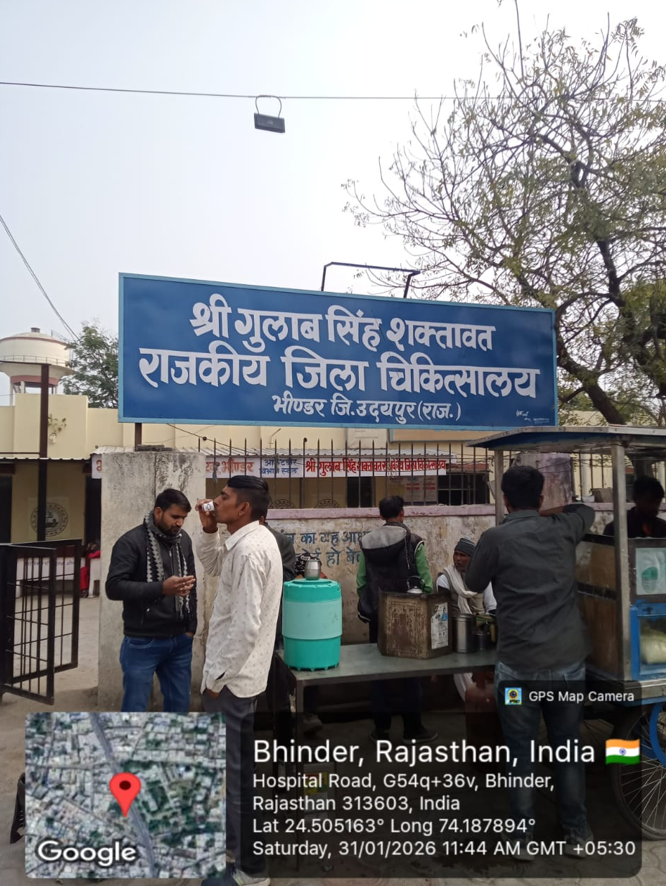 श्री गुलाब सिंह शक्तावत
राजकीय जिला चिकित्सालय
भीण्डर जि.उदयपुर(राज.)
GPS Map Camera
Bhinder, Rajasthan, India
Hospital Road, G54q+36v, Bhinder,
Rajasthan 313603, India
Lat 24.505163° Long 74.187894°
Saturday, 31/01/2026 11:44 AM GMT +05:30
Google